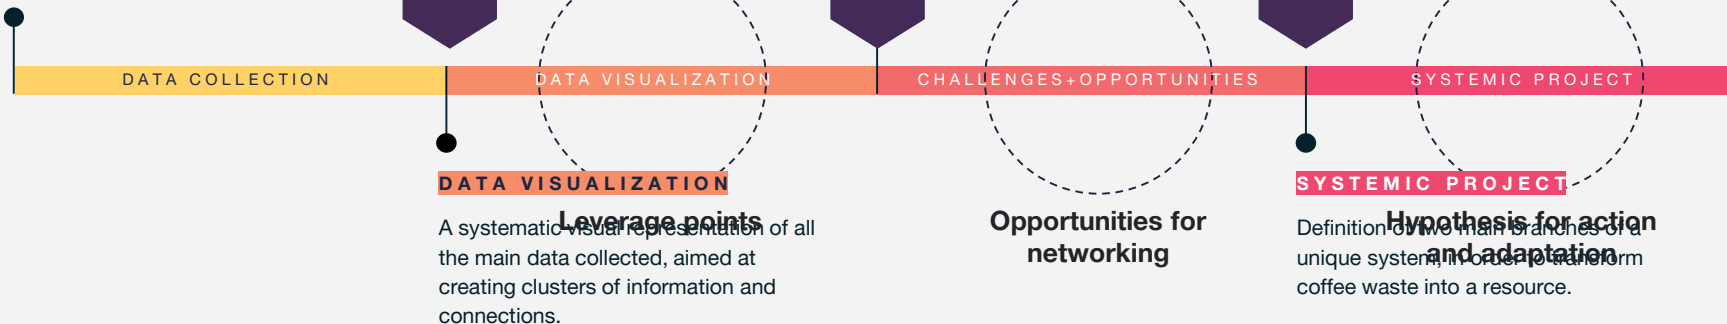 DATA COLLECTION
DATA VISUALIZATION
CHALLENGES+OPPORTUNITIES
SYSTEMIC PROJECT
DATA VISUALIZATION
Leverage points
A systematic visual representation of all
the main data collected, aimed at
creating clusters of information and
connections.
Opportunities for
networking
SYSTEMIC PROJECT
Hypothesis for action
and adaptation
Definition of two main branches of a
unique system, in order to transform
coffee waste into a resource.